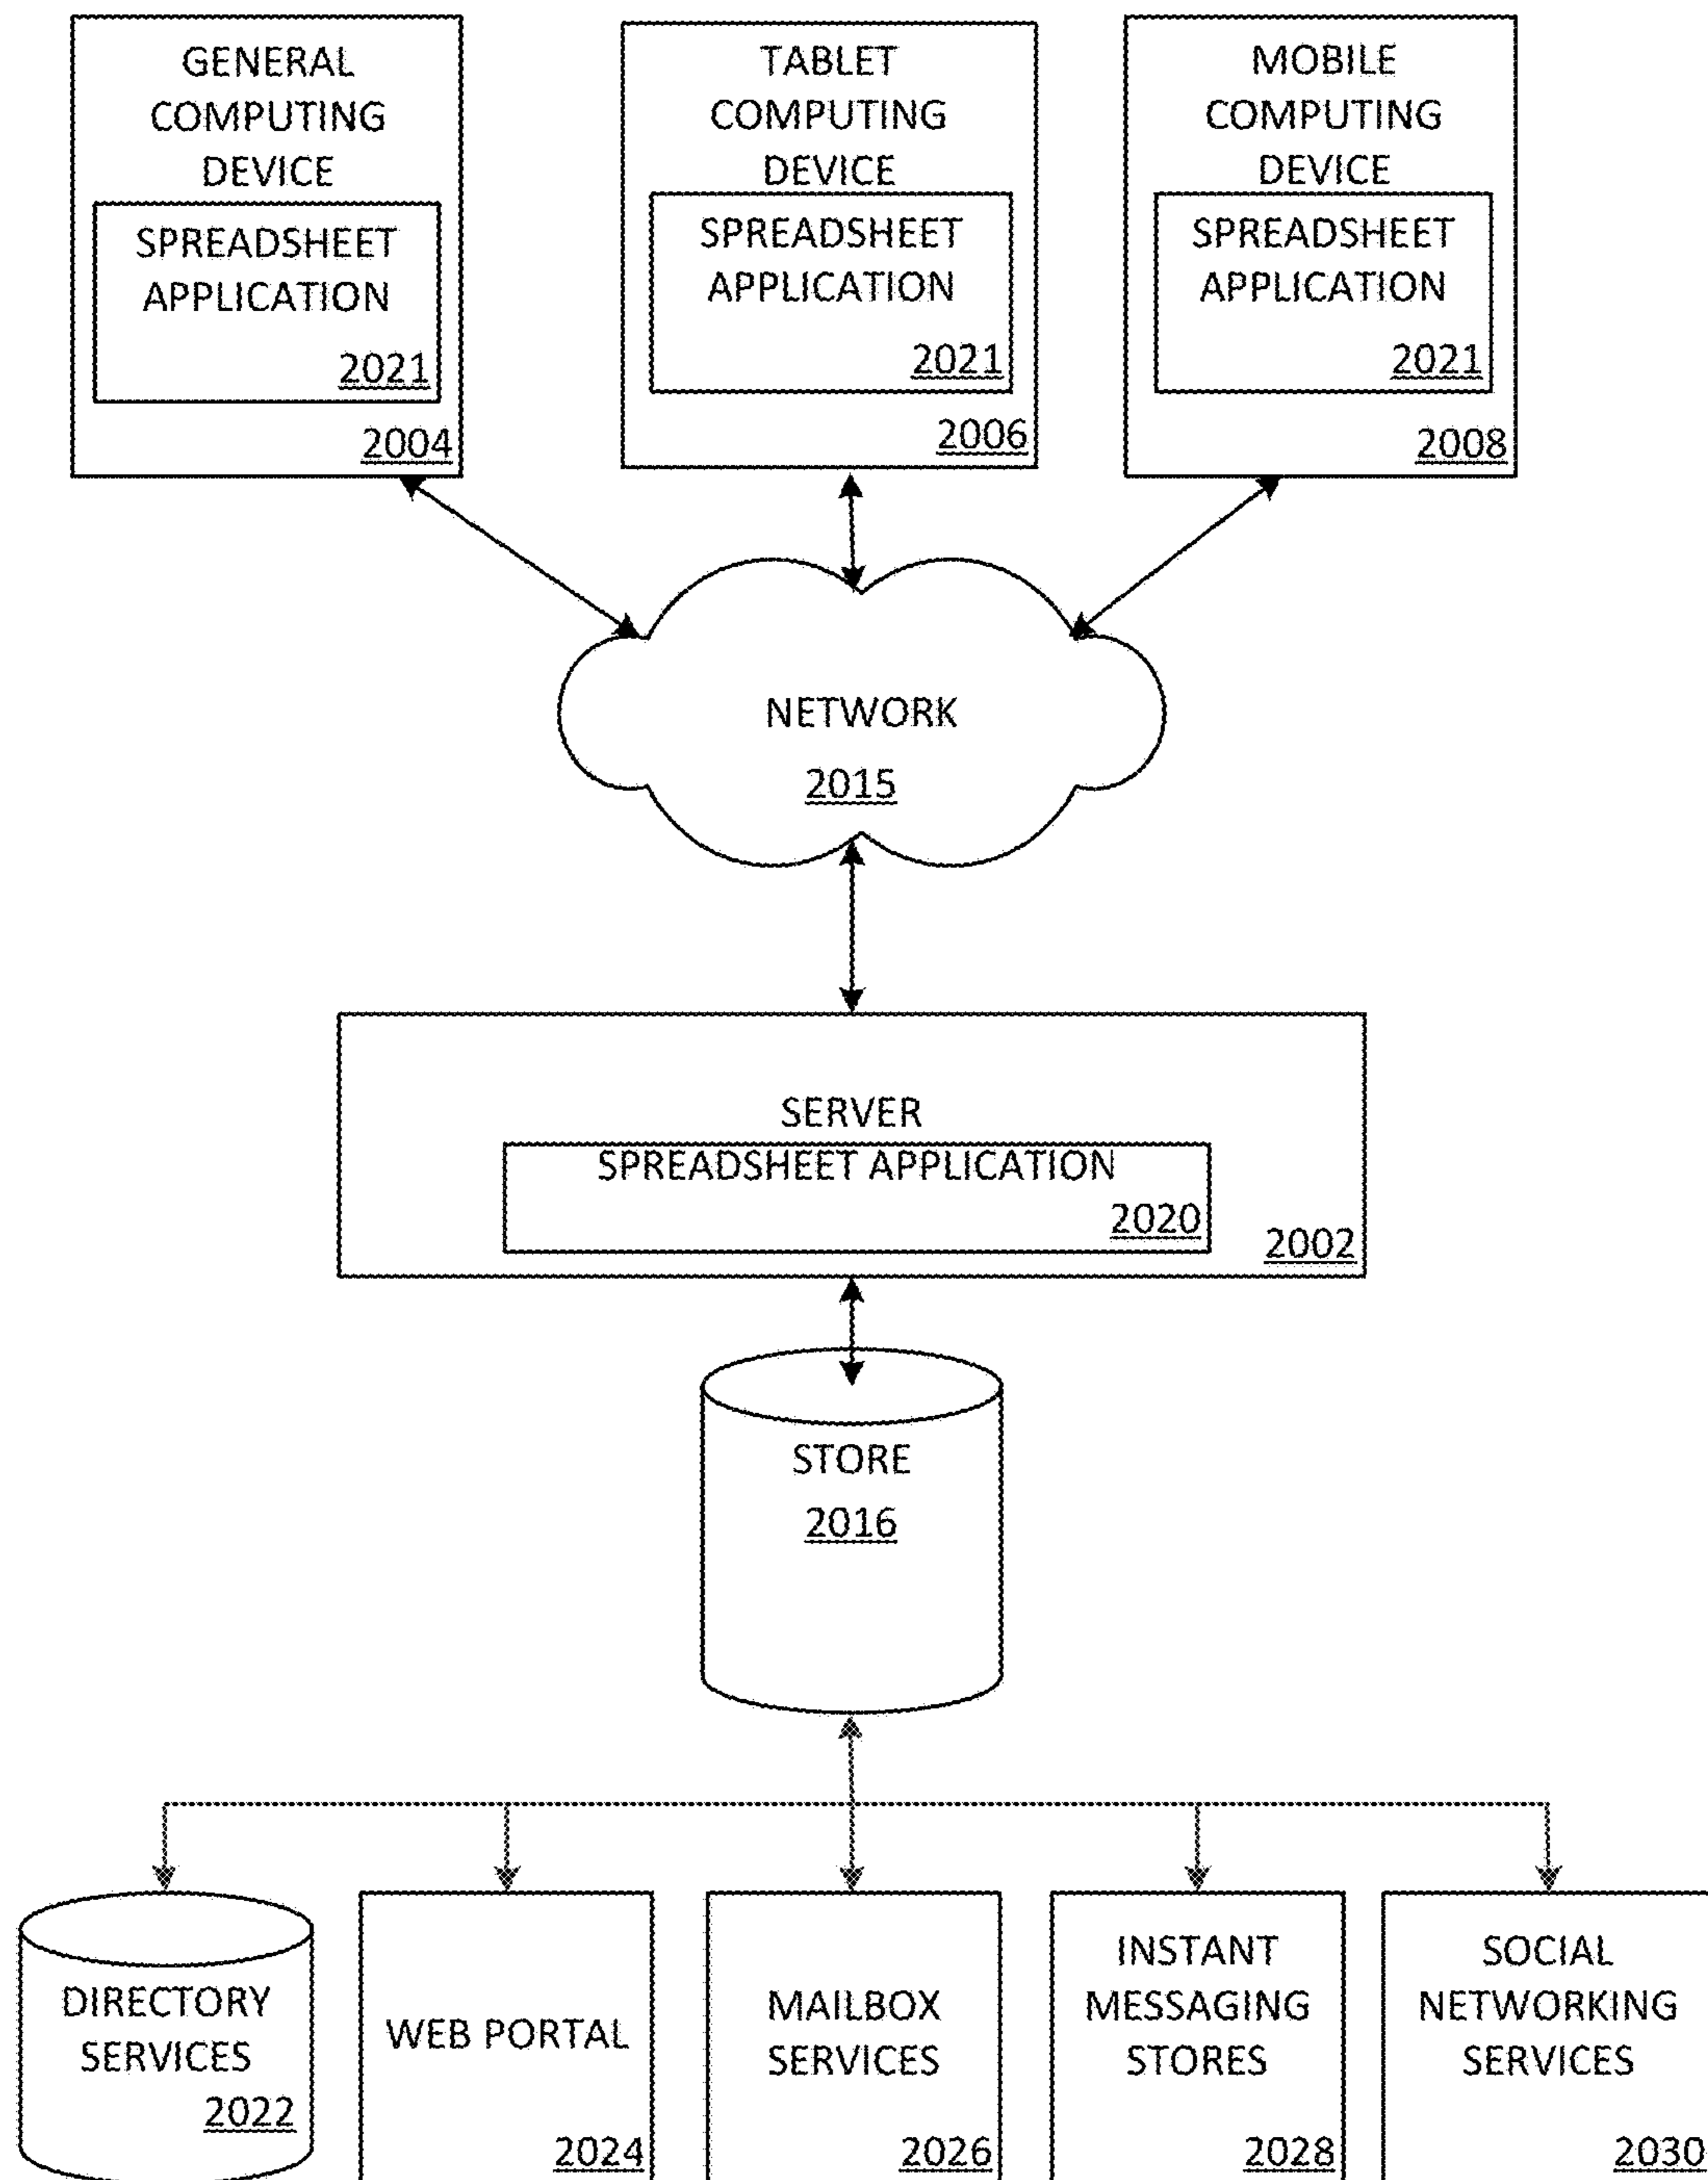 GENERAL
COMPUTING
DEVICE
SPREADSHEET
APPLICATION
2021
2004
TABLET
COMPUTING
DEVICE
SPREADSHEET
APPLICATION
2021
2006
MOBILE
COMPUTING
DEVICE
SPREADSHEET
APPLICATION
2021
2008
NETWORK
2015
SERVER
SPREADSHEET APPLICATION
2020
2002
STORE
2016
DIRECTORY
SERVICES
2022
WEB PORTAL
2024
MAILBOX
SERVICES
2026
INSTANT
MESSAGING
STORES
2028
SOCIAL
NETWORKING
SERVICES
2030